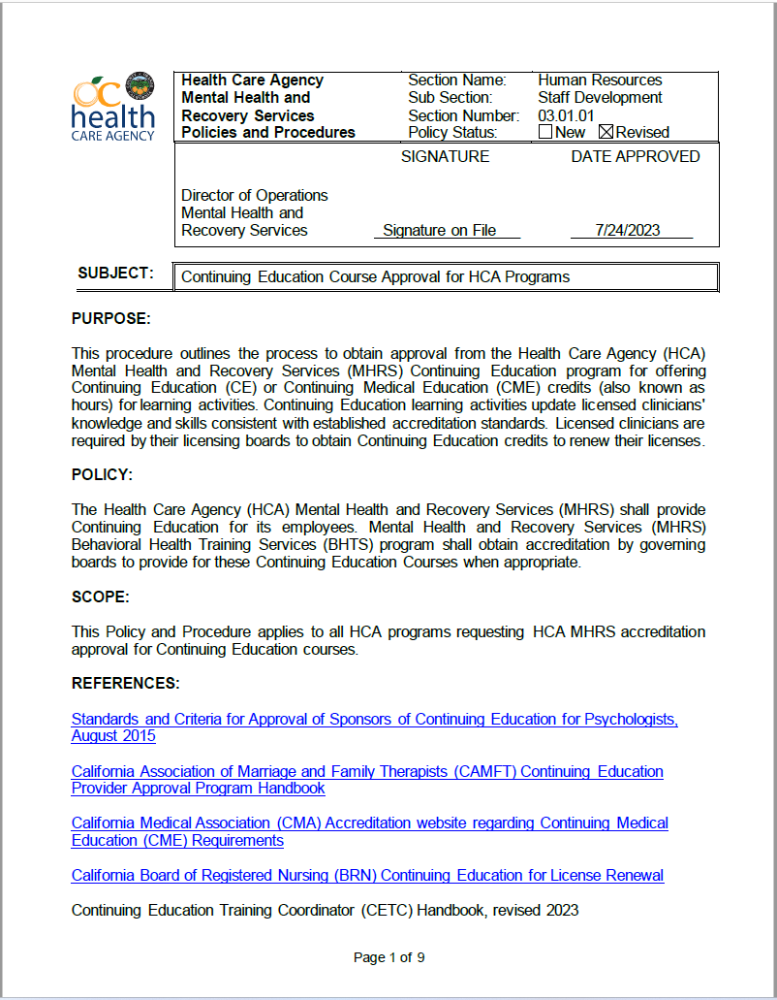 OC health CARE AGENCY
Health Care Agency
Mental Health and
Recovery Services
Policies and Procedures
Section Name: Human Resources
Sub Section: Staff Development
Section Number: 03.01.01
Policy Status: ☐New ☒Revised
SIGNATURE DATE APPROVED
Director of Operations
Mental Health and
Recovery Services Signature on File 7/24/2023
SUBJECT: Continuing Education Course Approval for HCA Programs
PURPOSE:
This procedure outlines the process to obtain approval from the Health Care Agency (HCA)
Mental Health and Recovery Services (MHRS) Continuing Education program for offering
Continuing Education (CE) or Continuing Medical Education (CME) credits (also known as
hours) for learning activities. Continuing Education learning activities update licensed clinicians'
knowledge and skills consistent with established accreditation standards. Licensed clinicians are
required by their licensing boards to obtain Continuing Education credits to renew their licenses.
POLICY:
The Health Care Agency (HCA) Mental Health and Recovery Services (MHRS) shall provide
Continuing Education for its employees. Mental Health and Recovery Services (MHRS)
Behavioral Health Training Services (BHTS) program shall obtain accreditation by governing
boards to provide for these Continuing Education Courses when appropriate.
SCOPE:
This Policy and Procedure applies to all HCA programs requesting HCA MHRS accreditation
approval for Continuing Education courses.
REFERENCES:
Standards and Criteria for Approval of Sponsors of Continuing Education for Psychologists,
August 2015
California Association of Marriage and Family Therapists (CAMFT) Continuing Education
Provider Approval Program Handbook
California Medical Association (CMA) Accreditation website regarding Continuing Medical
Education (CME) Requirements
California Board of Registered Nursing (BRN) Continuing Education for License Renewal
Continuing Education Training Coordinator (CETC) Handbook, revised 2023
Page 1 of 9